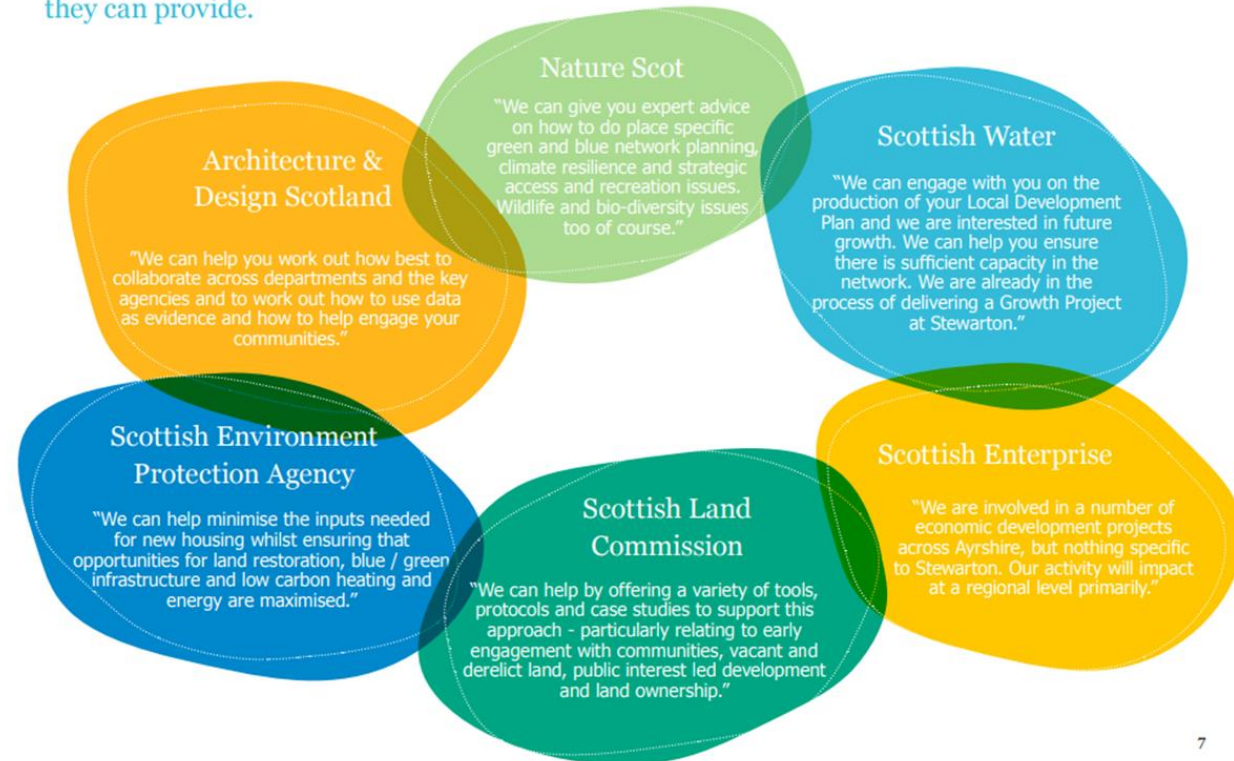 they can provide.
Nature Scot
“We can give you expert advice
on how to do place specific
green and blue network planning,
climate resilience and strategic
access and recreation issues.
Wildlife and bio-diversity issues
too of course.”
Architecture &
Design Scotland
“We can help you work out how best to
collaborate across departments and the key
agencies and to work out how to use data
as evidence and how to help engage your
communities.”
Scottish Water
“We can engage with you on the
production of your Local Development
Plan and we are interested in future
growth. We can help you ensure
there is sufficient capacity in the
network. We are already in the
process of delivering a Growth Project
at Stewarton.”
Scottish Environment
Protection Agency
“We can help minimise the inputs needed
for new housing whilst ensuring that
opportunities for land restoration, blue / green
infrastructure and low carbon heating and
energy are maximised.”
Scottish Land
Commission
“We can help by offering a variety of tools,
protocols and case studies to support this
approach - particularly relating to early
engagement with communities, vacant and
derelict land, public interest led development
and land ownership.”
Scottish Enterprise
“We are involved in a number of
economic development projects
across Ayrshire, but nothing specific
to Stewarton. Our activity will impact
at a regional level primarily.”
7